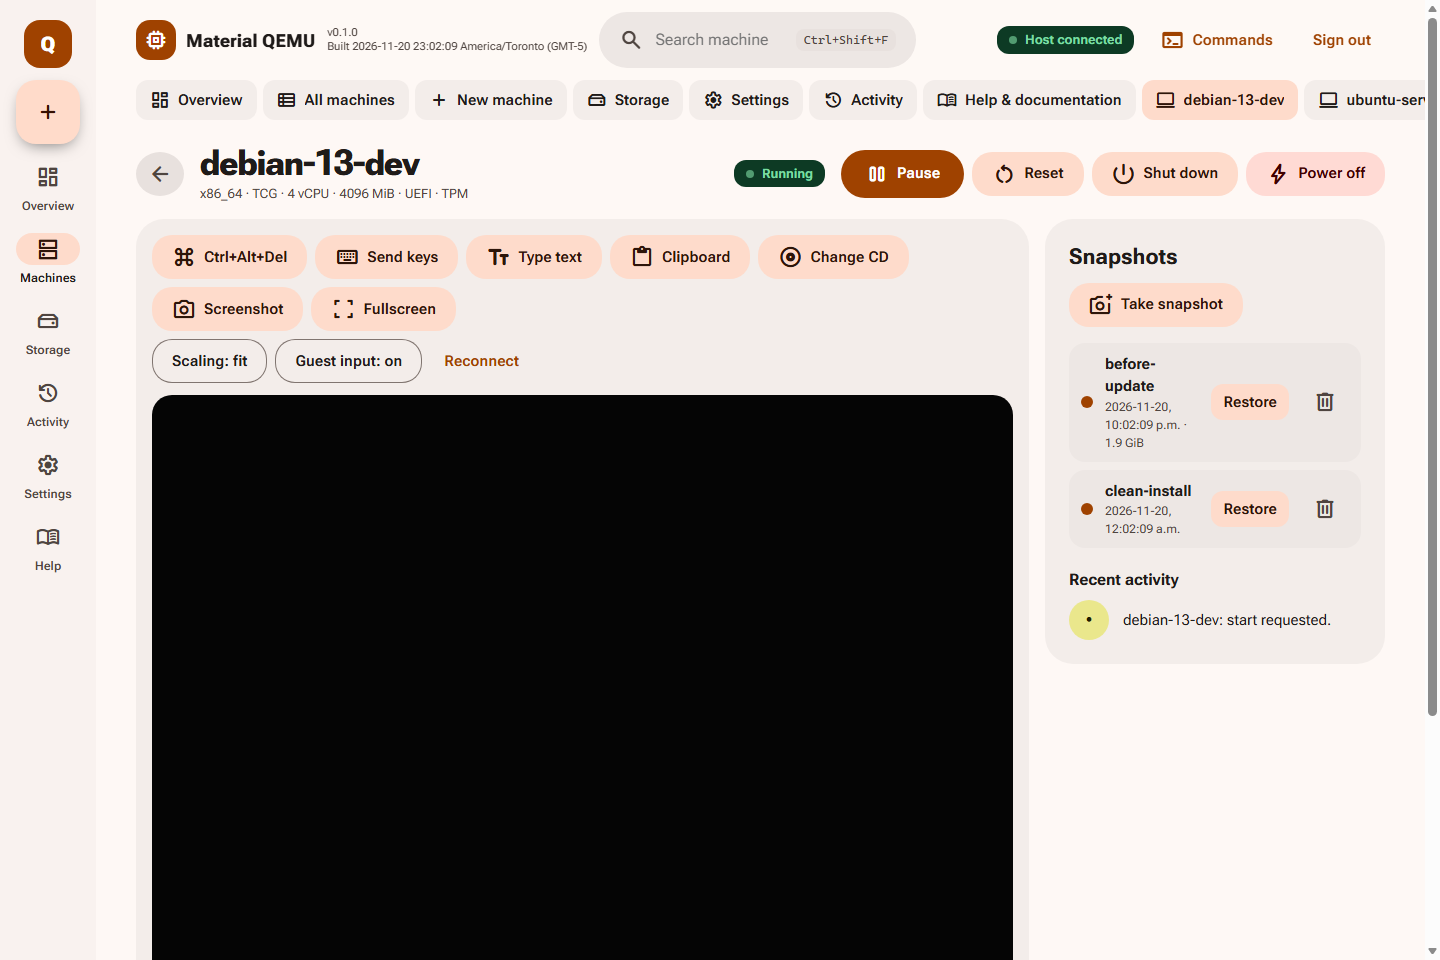 Q
Overview
Machines
Storage
Activity
Settings
Help
Material QEMU
v0.1.0
Built 2026-11-20 23:02:09 America/Toronto (GMT-5)
Search machine
Ctrl+Shift+F
Host connected
Commands
Sign out
Overview
All machines
New machine
Storage
Settings
Activity
Help & documentation
debian-13-dev
ubuntu-ser
debian-13-dev
x86_64 · TCG · 4 vCPU · 4096 MiB · UEFI · TPM
Running
Pause
Reset
Shut down
Power off
Ctrl+Alt+Del
Send keys
Type text
Clipboard
Change CD
Screenshot
Fullscreen
Scaling: fit
Guest input: on
Reconnect
Snapshots
Take snapshot
before-
update
2026-11-20,
10:02:09 p.m. ·
1.9 GiB
Restore
clean-install
2026-11-20,
12:02:09 a.m.
Restore
Recent activity
debian-13-dev: start requested.